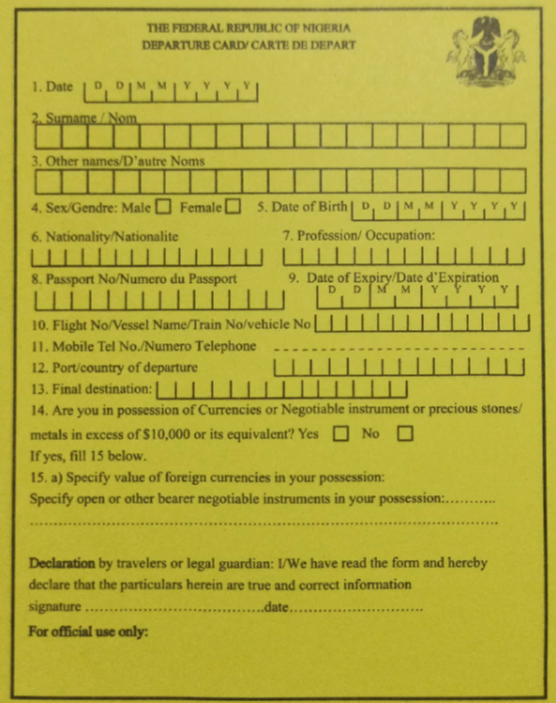 THE FEDERAL REPUBLIC OF NIGERIA
DEPARTURE CARD/ CARTE DE DEPART
1. Date D D M M Y Y Y Y
2. Surname / Nom
3. Other names/D'autre Noms
4. Sex/Gendre: Male Female 5. Date of Birth D D M M Y Y Y Y
6. Nationality/Nationalite 7. Profession/ Occupation:
8. Passport No/Numero du Passport 9. Date of Expiry/Date d'Expiration
D D M M Y Y Y Y
10. Flight No/Vessel Name/Train No/vehicle No
11. Mobile Tel No./Numero Telephone
12. Port/country of departure
13. Final destination:
14. Are you in possession of Currencies or Negotiable instrument or precious stones/
metals in excess of $10,000 or its equivalent? Yes No
If yes, fill 15 below.
15. a) Specify value of foreign currencies in your possession:
Specify open or other bearer negotiable instruments in your possession:..........
Declaration by travelers or legal guardian: I/We have read the form and hereby
declare that the particulars herein are true and correct information
signature ........................................date..............................
For official use only: